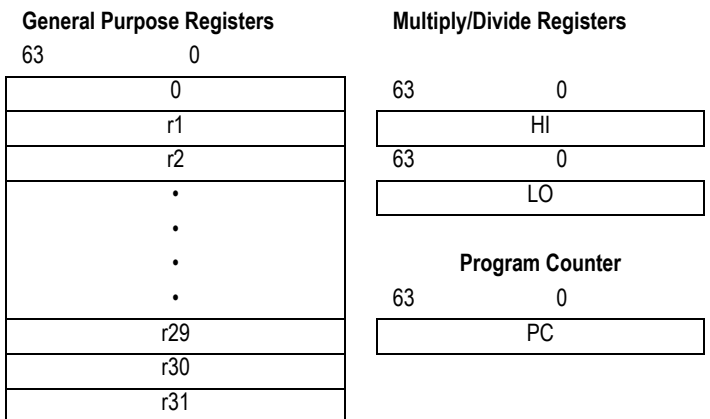 General Purpose Registers
63 0
0
r1
r2
•
•
•
•
r29
r30
r31
Multiply/Divide Registers
63 0
HI
63 0
LO
Program Counter
63 0
PC